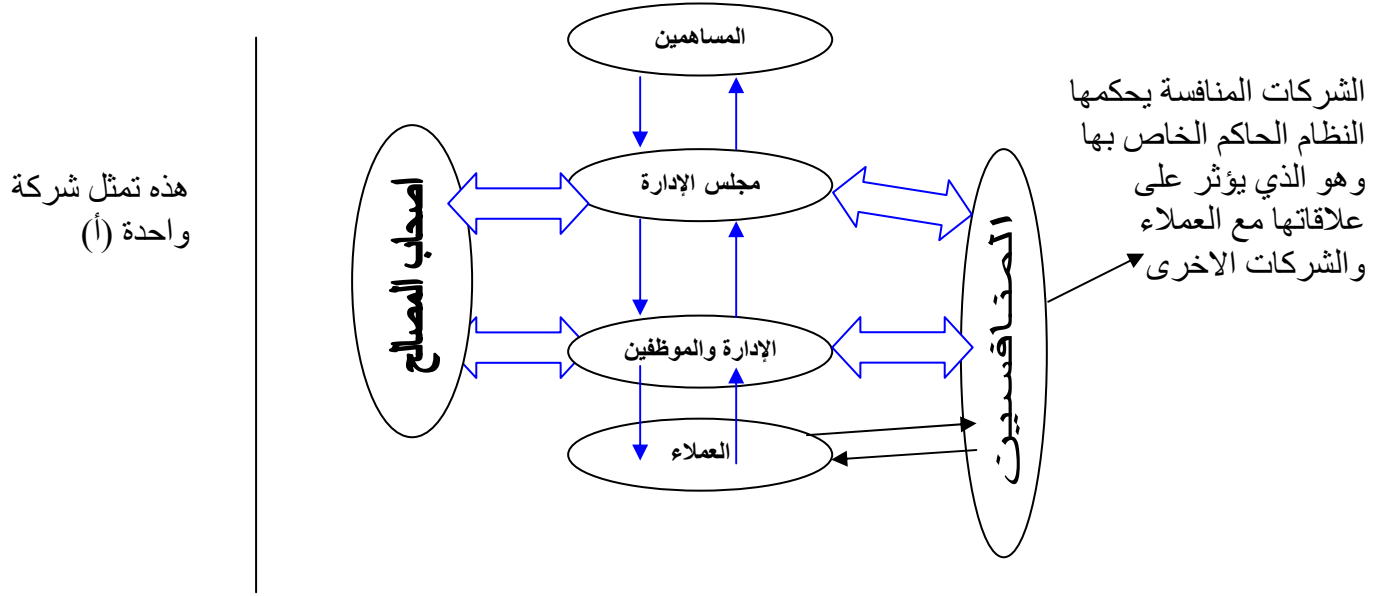 المساهمين
الشركات المنافسة يحكمها
النظام الحاكم الخاص بها
وهو الذي يؤثر على
علاقاتها مع العملاء
والشركات الاخرى
مجلس الإدارة
المنافسين
اصحاب المصالح
هذه تمثل شركة
واحدة (أ)
الإدارة والموظفين
العملاء